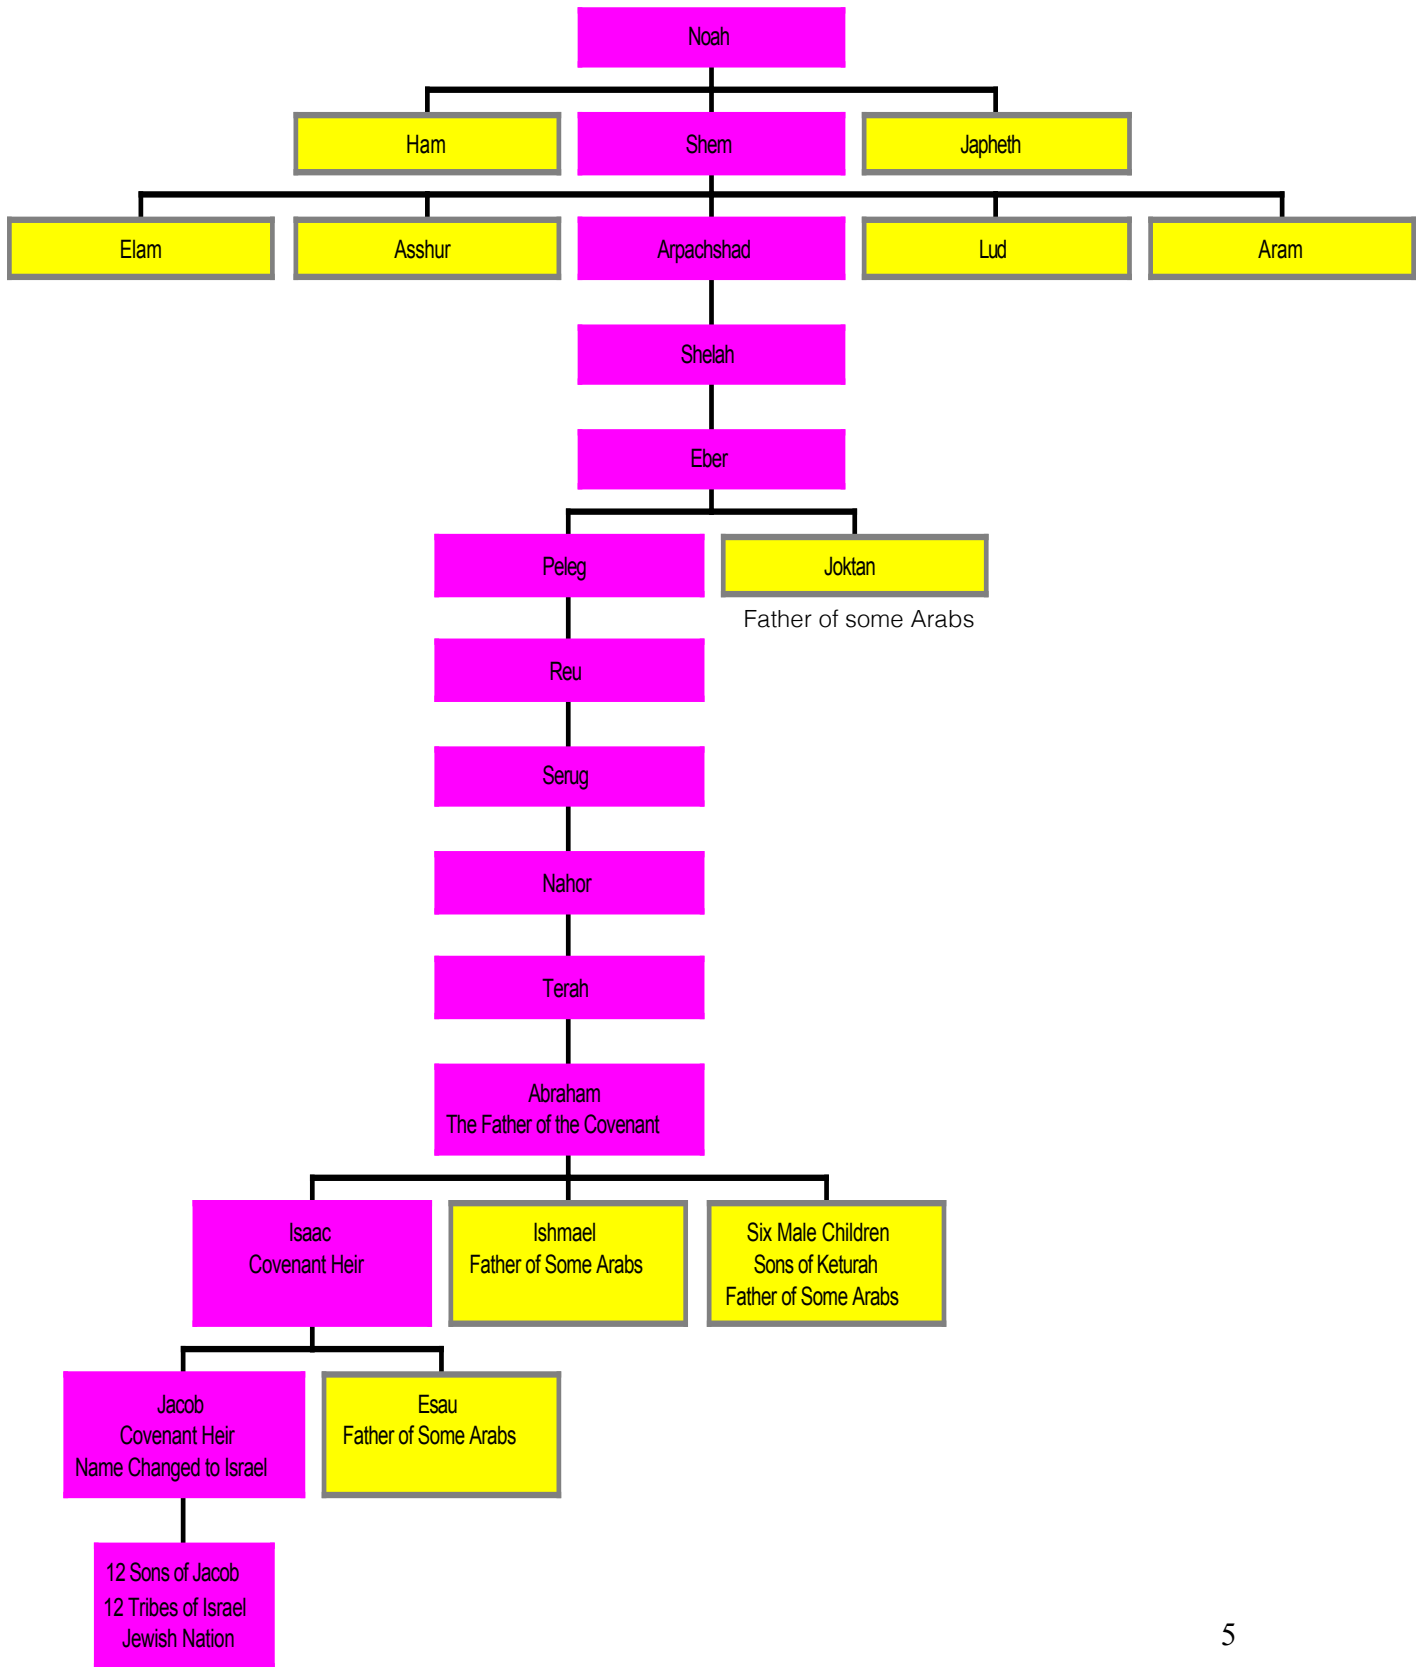 Noah
Ham
Shem
Japheth
Elam
Asshur
Arpachshad
Lud
Aram
Shelah
Eber
Peleg
Joktan
Father of some Arabs
Reu
Serug
Nahor
Terah
Abraham
The Father of the Covenant
Isaac
Covenant Heir
Ishmael
Father of Some Arabs
Six Male Children
Sons of Keturah
Father of Some Arabs
Jacob
Covenant Heir
Name Changed to Israel
Esau
Father of Some Arabs
12 Sons of Jacob
12 Tribes of Israel
Jewish Nation
5